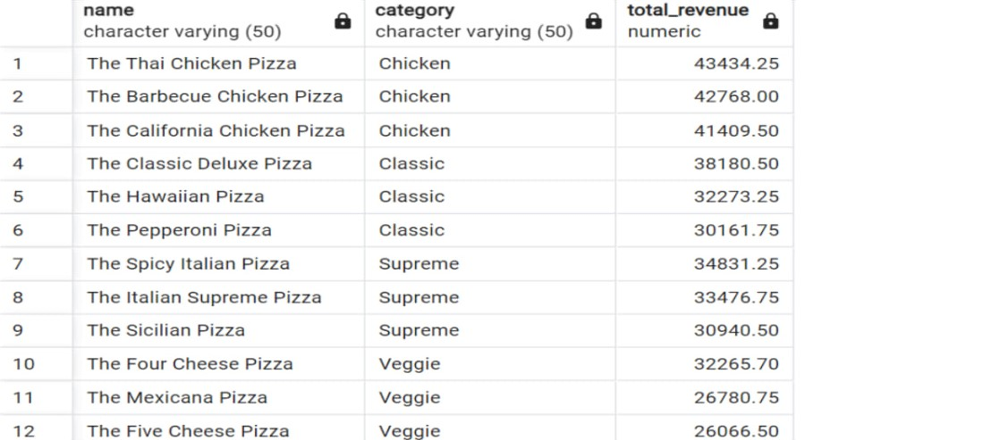 name category total_revenue
character varying (50) character varying (50) numeric
1 The Thai Chicken Pizza Chicken 43434.25
2 The Barbecue Chicken Pizza Chicken 42768.00
3 The California Chicken Pizza Chicken 41409.50
4 The Classic Deluxe Pizza Classic 38180.50
5 The Hawaiian Pizza Classic 32273.25
6 The Pepperoni Pizza Classic 30161.75
7 The Spicy Italian Pizza Supreme 34831.25
8 The Italian Supreme Pizza Supreme 33476.75
9 The Sicilian Pizza Supreme 30940.50
10 The Four Cheese Pizza Veggie 32265.70
11 The Mexicana Pizza Veggie 26780.75
12 The Five Cheese Pizza Veggie 26066.50